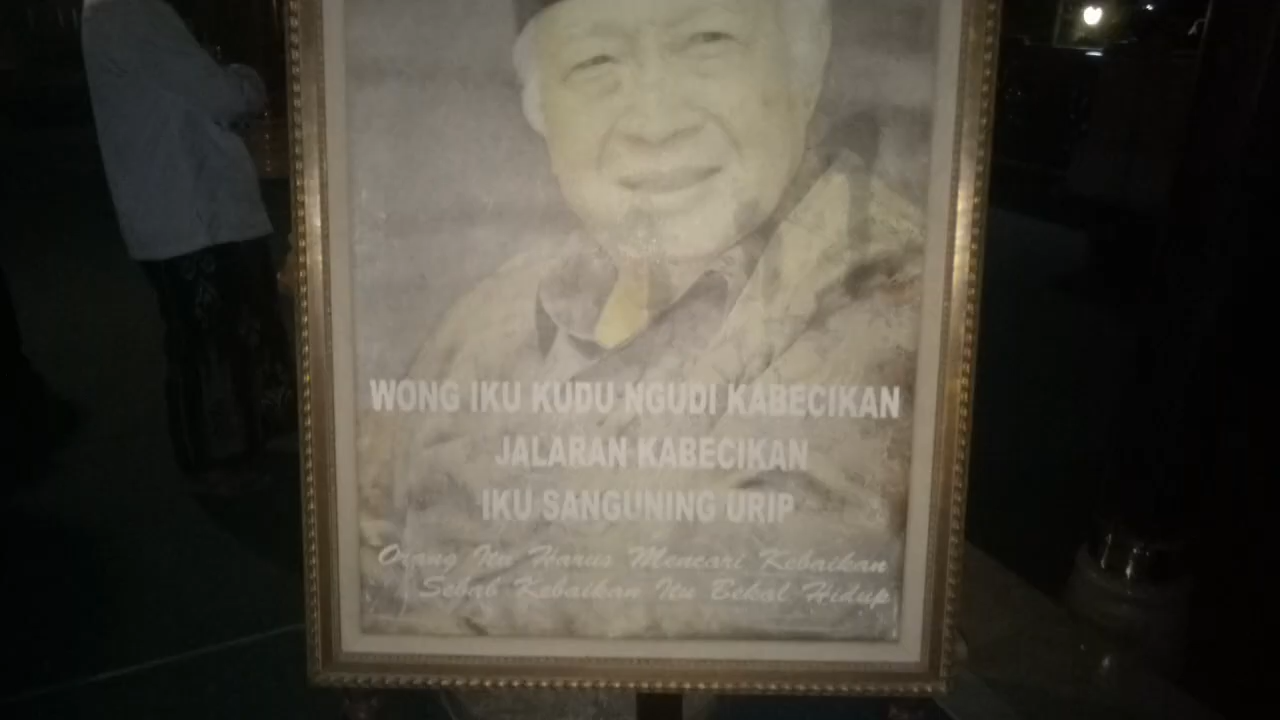 WONG IKU KUDU NGUDI KABECIKAN
JALARAN KABECIKAN
IKU SANGUNING URIP
Orang Itu Harus Mencari Kebaikan
Sebab Kebaikan Itu Bekal Hidup